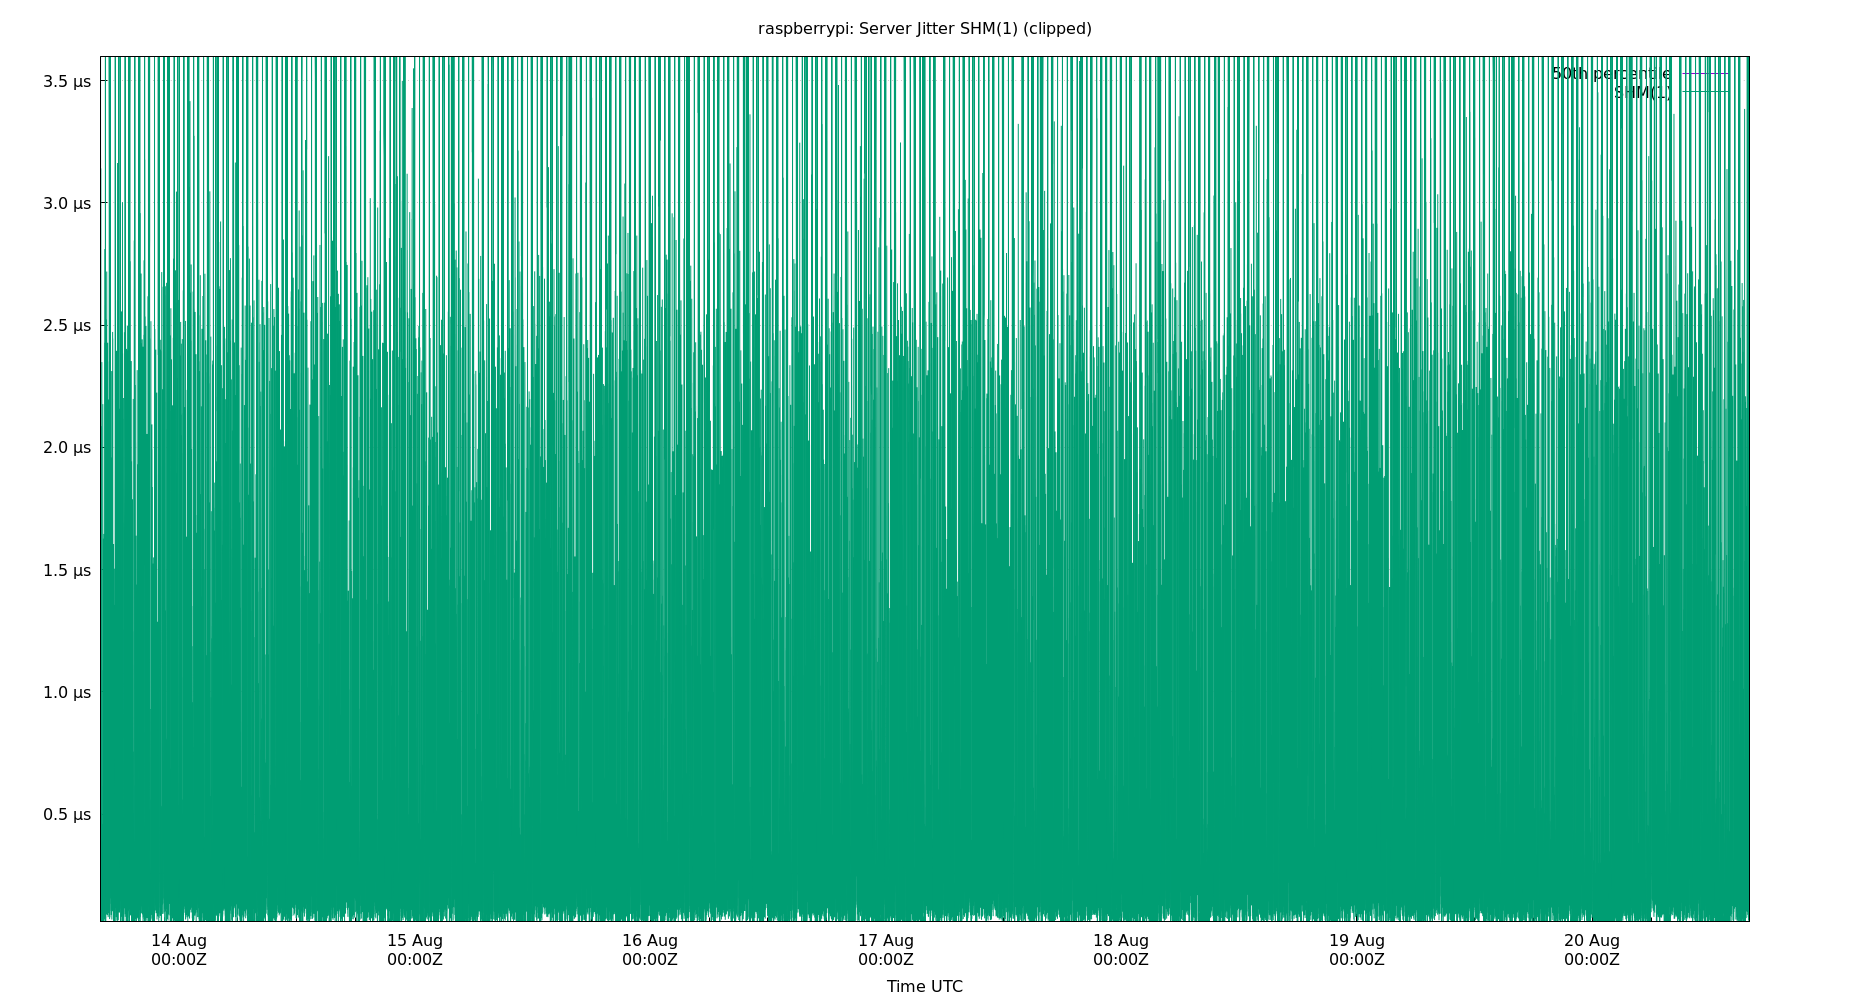 raspberrypi: Server Jitter SHM(1) (clipped)
50th percentile
SHM(1)
3.5 µs
3.0 µs
2.5 µs
2.0 µs
1.5 µs
1.0 µs
0.5 µs
14 Aug 15 Aug 16 Aug 17 Aug 18 Aug 19 Aug 20 Aug
00:00Z 00:00Z 00:00Z 00:00Z 00:00Z 00:00Z 00:00Z
Time UTC